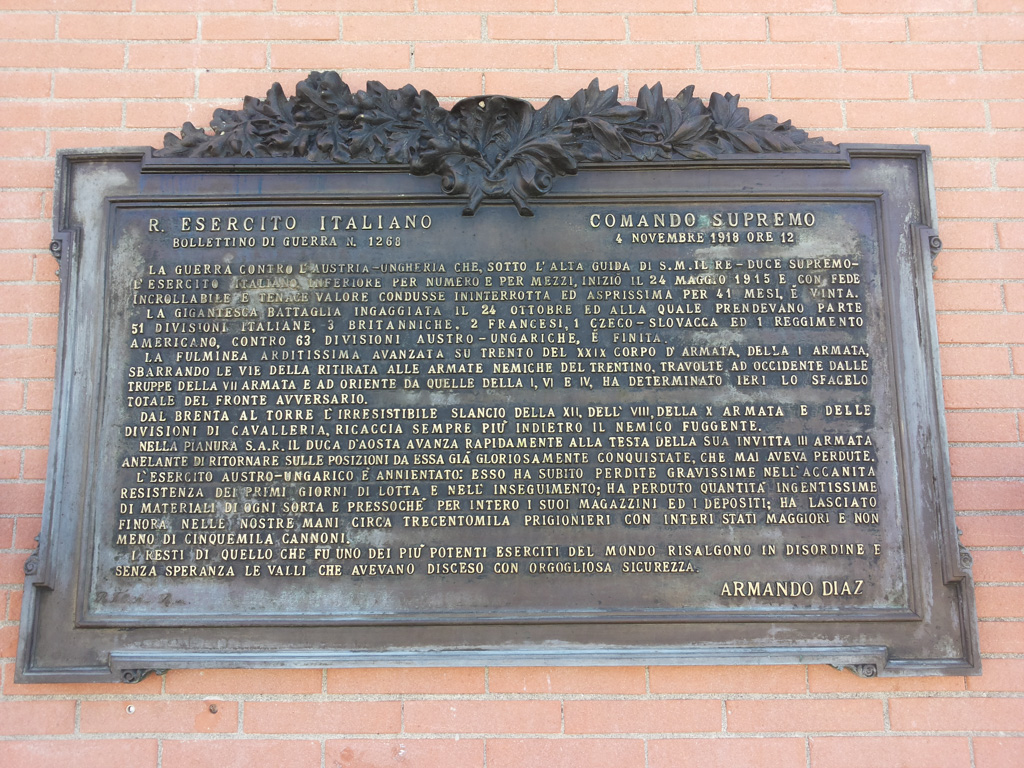 R. ESERCITO ITALIANO
BOLLETTINO DI GUERRA N. 1268
COMANDO SUPREMO
4 NOVEMBRE 1918 ORE 12
LA GUERRA CONTRO L'AUSTRIA-UNGHERIA CHE, SOTTO L'ALTA GUIDA DI S.M. IL RE-DUCE SUPREMO-
L'ESERCITO ITALIANO, INFERIORE PER NUMERO E PER MEZZI, INIZIÒ IL 24 MAGGIO 1915 E CON FEDE
INCROLLABILE E TENACE VALORE CONDUSSE ININTERROTTA ED ASPRISSIMA PER 41 MESI, È VINTA.
LA GIGANTESCA BATTAGLIA INGAGGIATA IL 24 OTTOBRE ED ALLA QUALE PRENDEVANO PARTE
51 DIVISIONI ITALIANE, 3 BRITANNICHE, 2 FRANCESI, 1 CZECO-SLOVACCA ED 1 REGGIMENTO
AMERICANO, CONTRO 63 DIVISIONI AUSTRO-UNGARICHE, É FINITA.
LA FULMINEA ARDITISSIMA AVANZATA SU TRENTO DEL XXIX CORPO D'ARMATA, DELLA I ARMATA,
SBARRANDO LE VIE DELLA RITIRATA ALLE ARMATE NEMICHE DEL TRENTINO, TRAVOLTE AD OCCIDENTE DALLE
TRUPPE DELLA VII ARMATA E AD ORIENTE DA QUELLE DELLA I, VI E IV, HA DETERMINATO IERI LO SFACELO
TOTALE DEL FRONTE AVVERSARIO.
DAL BRENTA AL TORRE L'IRRESISTIBILE SLANCIO DELLA XII, DELL'VIII, DELLA X ARMATA E DELLE
DIVISIONI DI CAVALLERIA, RICACCIA SEMPRE PIU' INDIETRO IL NEMICO FUGGENTE.
NELLA PIANURA S.A.R. IL DUCA D'AOSTA AVANZA RAPIDAMENTE ALLA TESTA DELLA SUA INVITTA III ARMATA
ANELANTE DI RITORNARE SULLE POSIZIONI DA ESSA GIÁ GLORIOSAMENTE CONQUISTATE, CHE MAI AVEVA PERDUTE.
L'ESERCITO AUSTRO-UNGARICO É ANNIENTATO: ESSO HA SUBITO PERDITE GRAVISSIME NELL'ACCANITA
RESISTENZA DEI PRIMI GIORNI DI LOTTA E NELL'INSEGUIMENTO; HA PERDUTO QUANTITA' INGENTISSIME
DI MATERIALI DI OGNI SORTA E PRESSOCHE' PER INTERO I SUOI MAGAZZINI ED I DEPOSITI; HA LASCIATO
FINORA NELLE NOSTRE MANI CIRCA TRECENTOMILA PRIGIONIERI CON INTERI STATI MAGGIORI E NON
MENO DI CINQUEMILA CANNONI.
I RESTI DI QUELLO CHE FU UNO DEI PIU' POTENTI ESERCITI DEL MONDO RISALGONO IN DISORDINE E
SENZA SPERANZA LE VALLI CHE AVEVANO DISCESO CON ORGOGLIOSA SICUREZZA.
ARMANDO DIAZ